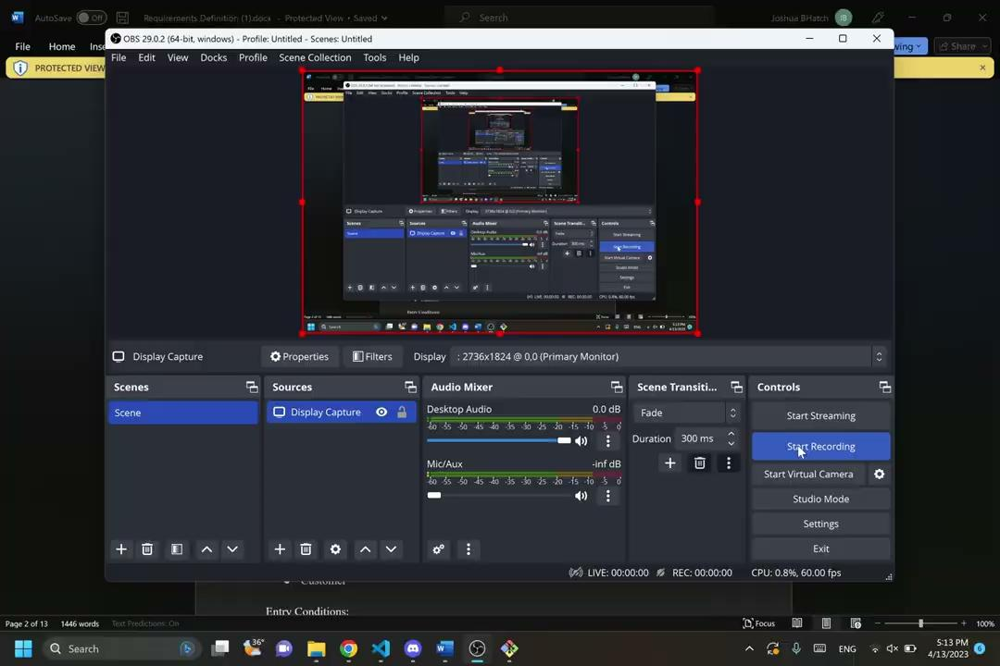 AutoSave Off Requirements Definition (1).docx - Protected View • Saved Search Joshua BHatch JB
OBS 29.0.2 (64-bit, windows) - Profile: Untitled - Scenes: Untitled
File Home Share
File Edit View Docks Profile Scene Collection Tools Help
PROTECTED VIEW
Display Capture Properties Filters Display : 2736x1824 @ 0,0 (Primary Monitor)
Scenes Sources Audio Mixer Scene Transiti... Controls
Scene
Display Capture
Desktop Audio 0.0 dB
-60 -55 -50 -45 -40 -35 -30 -25 -20 -15 -10 -5 0
Mic/Aux -inf dB
-60 -55 -50 -45 -40 -35 -30 -25 -20 -15 -10 -5 0
Fade
Duration 300 ms
Start Streaming
Start Recording
Start Virtual Camera
Studio Mode
Settings
Exit
LIVE: 00:00:00 REC: 00:00:00 CPU: 0.8%, 60.00 fps
Customer
Entry Conditions:
Page 2 of 13 1446 words Text Predictions: On Focus 100%
Search 36° ENG 5:13 PM
4/13/2023 6